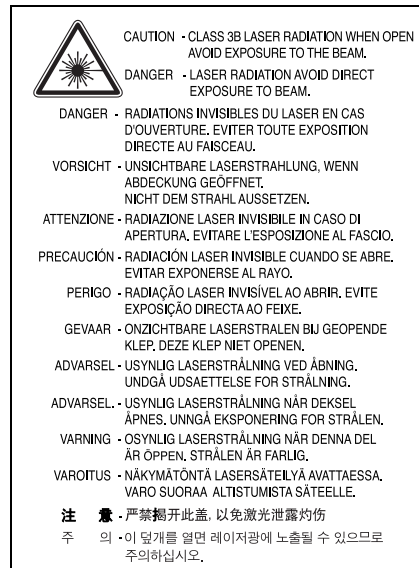 CAUTION - CLASS 3B LASER RADIATION WHEN OPEN
AVOID EXPOSURE TO THE BEAM.
DANGER - LASER RADIATION AVOID DIRECT
EXPOSURE TO BEAM.
DANGER - RADIATIONS INVISIBLES DU LASER EN CAS
D'OUVERTURE. EVITER TOUTE EXPOSITION
DIRECTE AU FAISCEAU.
VORSICHT - UNSICHTBARE LASERSTRAHLUNG, WENN
ABDECKUNG GEÖFFNET.
NICHT DEM STRAHL AUSSETZEN.
ATTENZIONE - RADIAZIONE LASER INVISIBILE IN CASO DI
APERTURA. EVITARE L'ESPOSIZIONE AL FASCIO.
PRECAUCIÓN - RADIACIÓN LASER INVISIBLE CUANDO SE ABRE.
EVITAR EXPONERSE AL RAYO.
PERIGO - RADIAÇÃO LASER INVISÍVEL AO ABRIR. EVITE
EXPOSIÇÃO DIRECTA AO FEIXE.
GEVAAR - ONZICHTBARE LASERSTRALEN BIJ GEOPENDE
KLEP. DEZE KLEP NIET OPENEN.
ADVARSEL - USYNLIG LASERSTRÅLNING VED ÅBNING.
UNDGÅ UDSAETTELSE FOR STRÅLNING.
ADVARSEL. - USYNLIG LASERSTRÅLNING NÅR DEKSEL
ÅPNES. UNNGÅ EKSPONERING FOR STRÅLEN.
VARNING - OSYNLIG LASERSTRÅLNING NÄR DENNA DEL
ÄR ÖPPEN. STRÅLEN ÄR FARLIG.
VAROITUS - NÄKYMÄTÖNTÄ LASERSÄTEILYÄ AVATTAESSA.
VARO SUORAA ALTISTUMISTA SÄTEELLE.
注 意 - 严禁揭开此盖, 以免激光泄露灼伤
주 의 - 이 덮개를 열면 레이저광에 노출될 수 있으므로
주의하십시오.